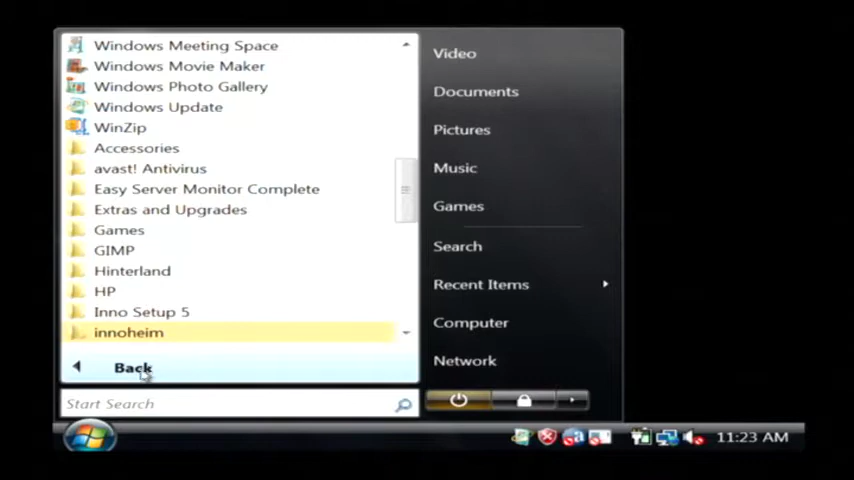 Windows Meeting Space
Windows Movie Maker
Windows Photo Gallery
Windows Update
WinZip
Accessories
avast! Antivirus
Easy Server Monitor Complete
Extras and Upgrades
Games
GIMP
Hinterland
HP
Inno Setup 5
innoheim
Back
Start Search
Video
Documents
Pictures
Music
Games
Search
Recent Items
Computer
Network
11:23 AM